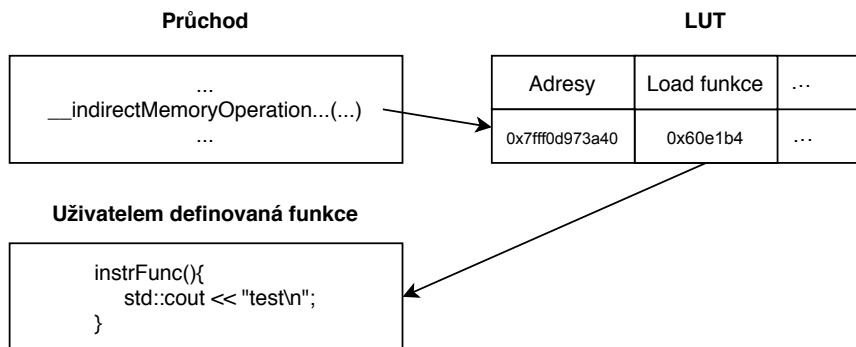 Průchod
...
__indirectMemoryOperation...(...)
...
LUT
Adresy Load funkce ...
0x7fff0d973a40 0x60e1b4 ...
Uživatelem definovaná funkce
instrFunc(){
std::cout << "test\n";
}